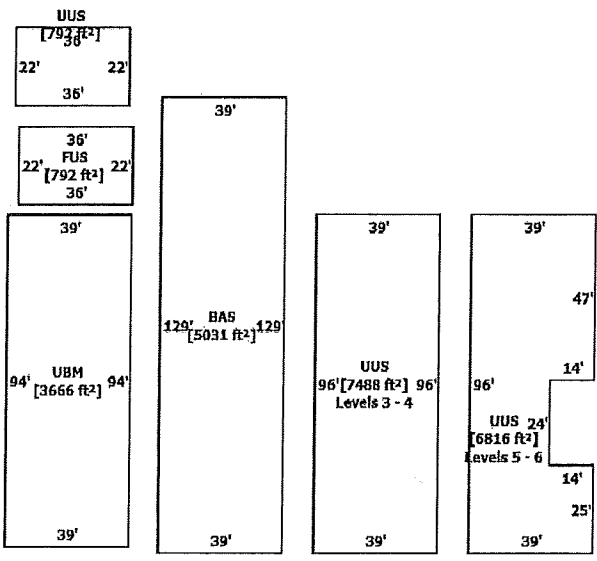 UUS
[792 ft²]
36'
22' 22'
36'
36'
FUS
22' [792 ft²] 22'
36'
39'
94' UBM 94'
[3666 ft²]
39'
39'
129' BAS 129'
[5031 ft²]
39'
39'
UUS
96' [7488 ft²] 96'
Levels 3 - 4
39'
39'
47'
14'
96'
UUS 24'
[6816 ft²]
Levels 5 - 6
14'
25'
39'